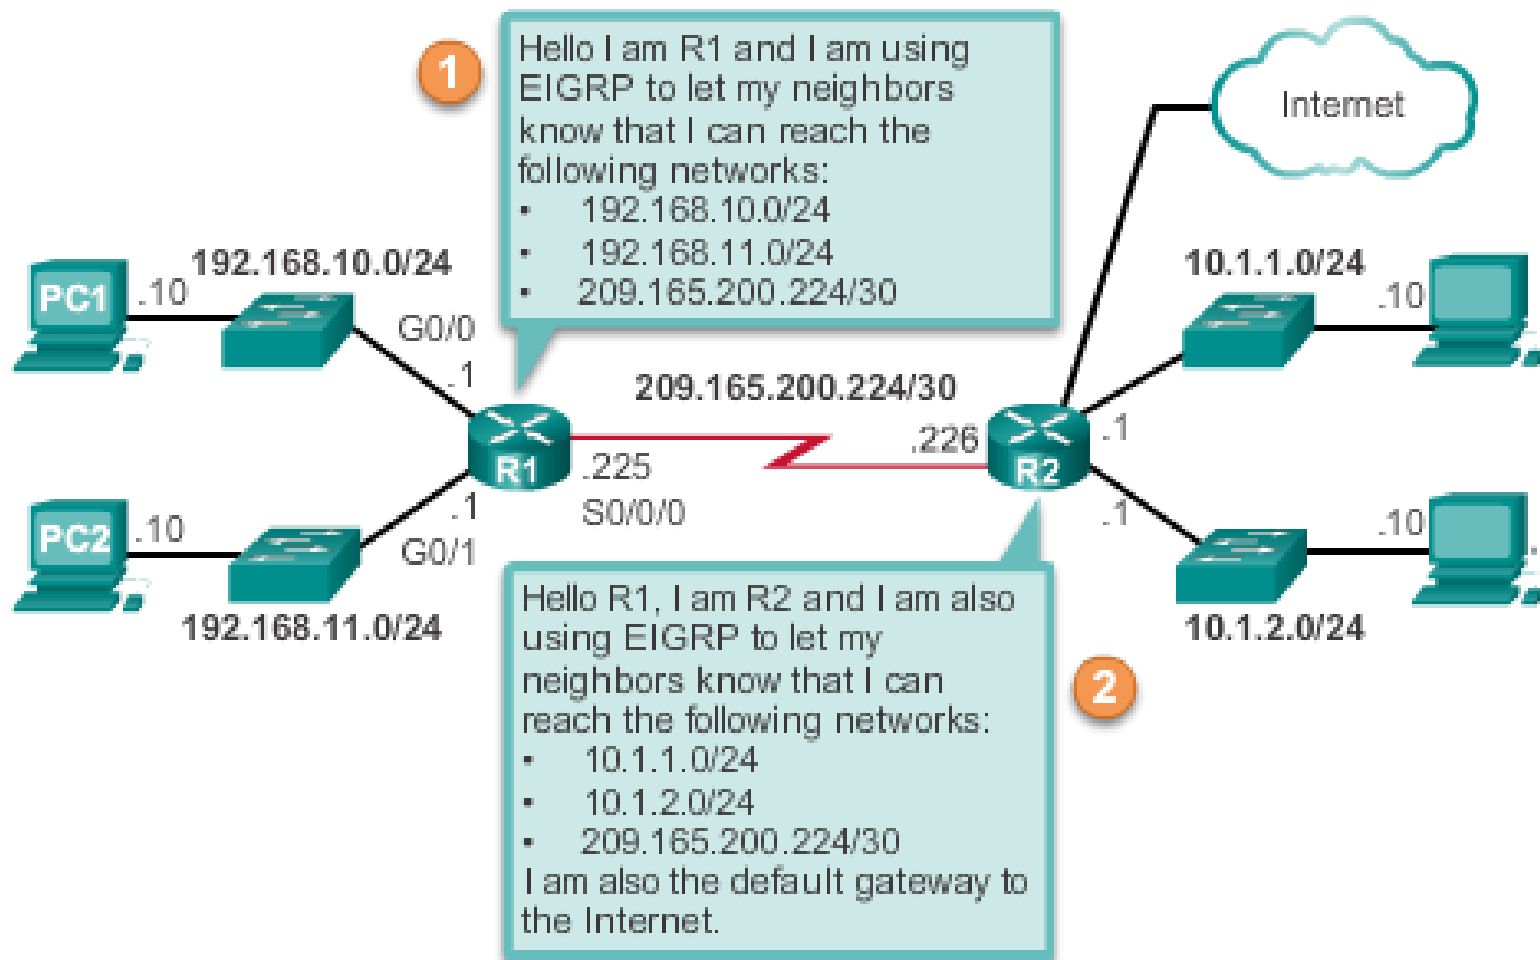 1
Hello I am R1 and I am using
EIGRP to let my neighbors
know that I can reach the
following networks:
• 192.168.10.0/24
• 192.168.11.0/24
• 209.165.200.224/30
Internet
192.168.10.0/24
PC1
.10
G0/0
.1
10.1.1.0/24
.10
209.165.200.224/30
R1
.225
S0/0/0
.226
R2
.1
.1
PC2
.10
.1
G0/1
192.168.11.0/24
.10
10.1.2.0/24
2
Hello R1, I am R2 and I am also
using EIGRP to let my
neighbors know that I can
reach the following networks:
• 10.1.1.0/24
• 10.1.2.0/24
• 209.165.200.224/30
I am also the default gateway to
the Internet.